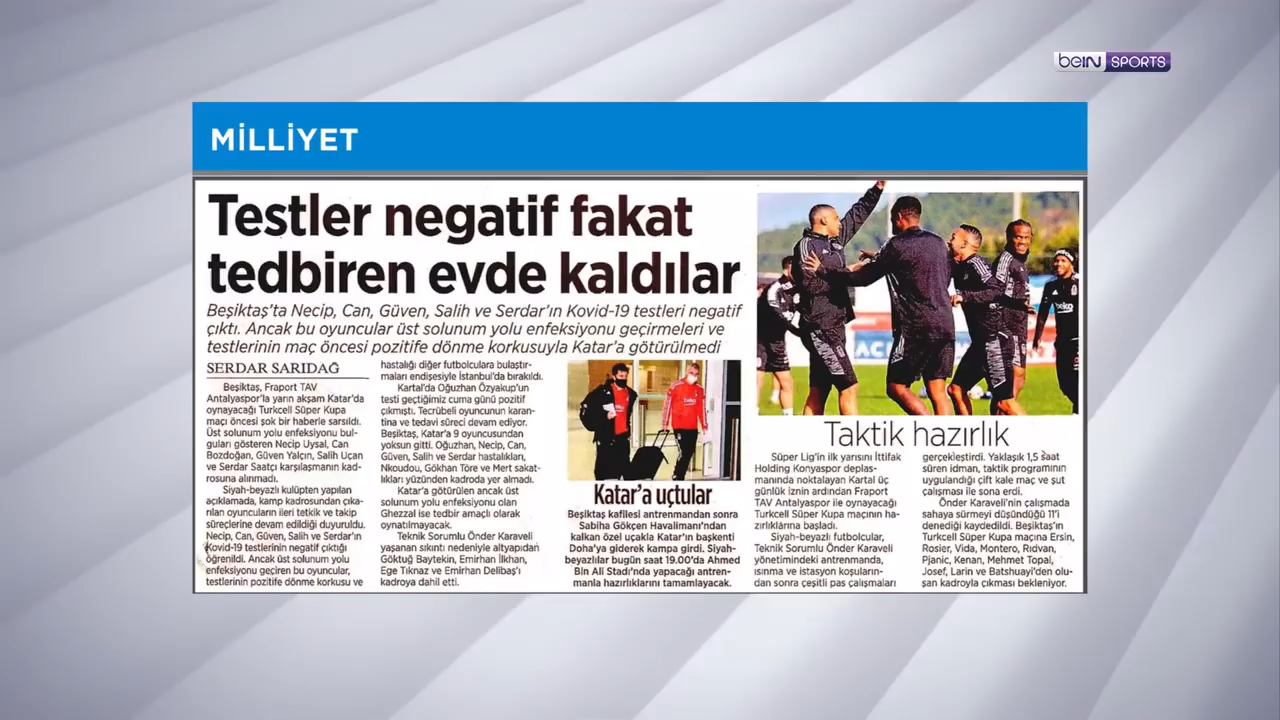 beIN SPORTS
MİLLİYET
Testler negatif fakat
tedbiren evde kaldılar
Beşiktaş'ta Necip, Can, Güven, Salih ve Serdar'ın Kovid-19 testleri negatif
çıktı. Ancak bu oyuncular üst solunum yolu enfeksiyonu geçirmeleri ve
testlerinin maç öncesi pozitife dönme korkusuyla Katar'a götürülmedi
SERDAR SARIDAĞ
Beşiktaş, Fraport TAV
Antalyaspor'la yarın akşam Katar'da
oynayacağı Turkcell Süper Kupa
maçı öncesi şok bir haberle sarsıldı.
Üst solunum yolu enfeksiyonu bul-
guları gösteren Necip Uysal, Can
Bozdoğan, Güven Yalçın, Salih Uçan
ve Serdar Saatçı karşılaşmanın kad-
rosuna alınmadı.
Siyah-beyazlı kulüpten yapılan
açıklamada, kamp kadrosundan çıka-
rılan oyuncuların ileri tetkik ve takip
süreçlerine devam edildiği duyuruldu.
Necip, Can, Güven, Salih ve Serdar'ın
Kovid-19 testlerinin negatif çıktığı
öğrenildi. Ancak üst solunum yolu
enfeksiyonu geçiren bu oyuncular,
testlerinin pozitife dönme korkusu ve
hastalığı diğer futbolculara bulaştır-
maları endişesiyle İstanbul'da bırakıldı.
Kartal'da Oğuzhan Özyakup'un
testi geçtiğimiz cuma günü pozitif
çıkmıştı. Tecrübeli oyuncunun karan-
tina ve tedavi süreci devam ediyor.
Beşiktaş, Katar'a 9 oyuncusundan
yoksun gitti. Oğuzhan, Necip, Can,
Güven, Salih ve Serdar hastalıkları,
Nkoudou, Gökhan Töre ve Mert sakat-
lıkları yüzünden kadroda yer almadı.
Katar'a götürülen ancak üst
solunum yolu enfeksiyonu olan
Ghezzal ise tedbir amaçlı olarak
oynatılmayacak.
Teknik Sorumlu Önder Karaveli
yaşanan sıkıntı nedeniyle altyapıdan
Göktuğ Baytekin, Emirhan İlkhan,
Ege Tıknaz ve Emirhan Delibaş'ı
kadroya dahil etti.
Katar'a uçtular
Beşiktaş kafilesi antrenmandan sonra
Sabiha Gökçen Havalimanı'ndan
kalkan özel uçakla Katar'ın başkenti
Doha'ya giderek kampa girdi. Siyah-
beyazlılar bugün saat 19.00'da Ahmed
Bin Ali Stadı'nda yapacağı antren-
manla hazırlıklarını tamamlayacak.
beko
Taktik hazırlık
Süper Lig'in ilk yarısını İttifak
Holding Konyaspor deplas-
manında noktalayan Kartal üç
günlük iznin ardından Fraport
TAV Antalyaspor ile oynayacağı
Turkcell Süper Kupa maçının ha-
zırlıklarına başladı.
Siyah-beyazlı futbolcular,
Teknik Sorumlu Önder Karaveli
yönetimindeki antrenmanda,
ısınma ve istasyon koşuların-
dan sonra çeşitli pas çalışmaları
gerçekleştirdi. Yaklaşık 1,5 saat
süren idman, taktik programının
uygulandığı çift kale maç ve şut
çalışması ile sona erdi.
Önder Karaveli'nin çalışmada
sahaya sürmeyi düşündüğü 11'i
denediği kaydedildi. Beşiktaş'ın
Turkcell Süper Kupa maçına Ersin,
Rosier, Vida, Montero, Rıdvan,
Pjanic, Kenan, Mehmet Topal,
Josef, Larin ve Batshuayi'den olu-
şan kadroyla çıkması bekleniyor.